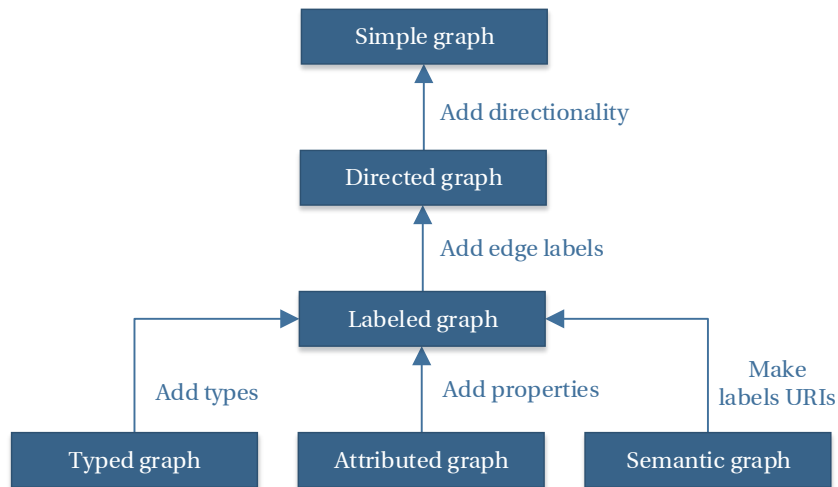 Simple graph
Add directionality
Directed graph
Add edge labels
Labeled graph
Add types
Add properties
Make
labels URIs
Typed graph
Attributed graph
Semantic graph